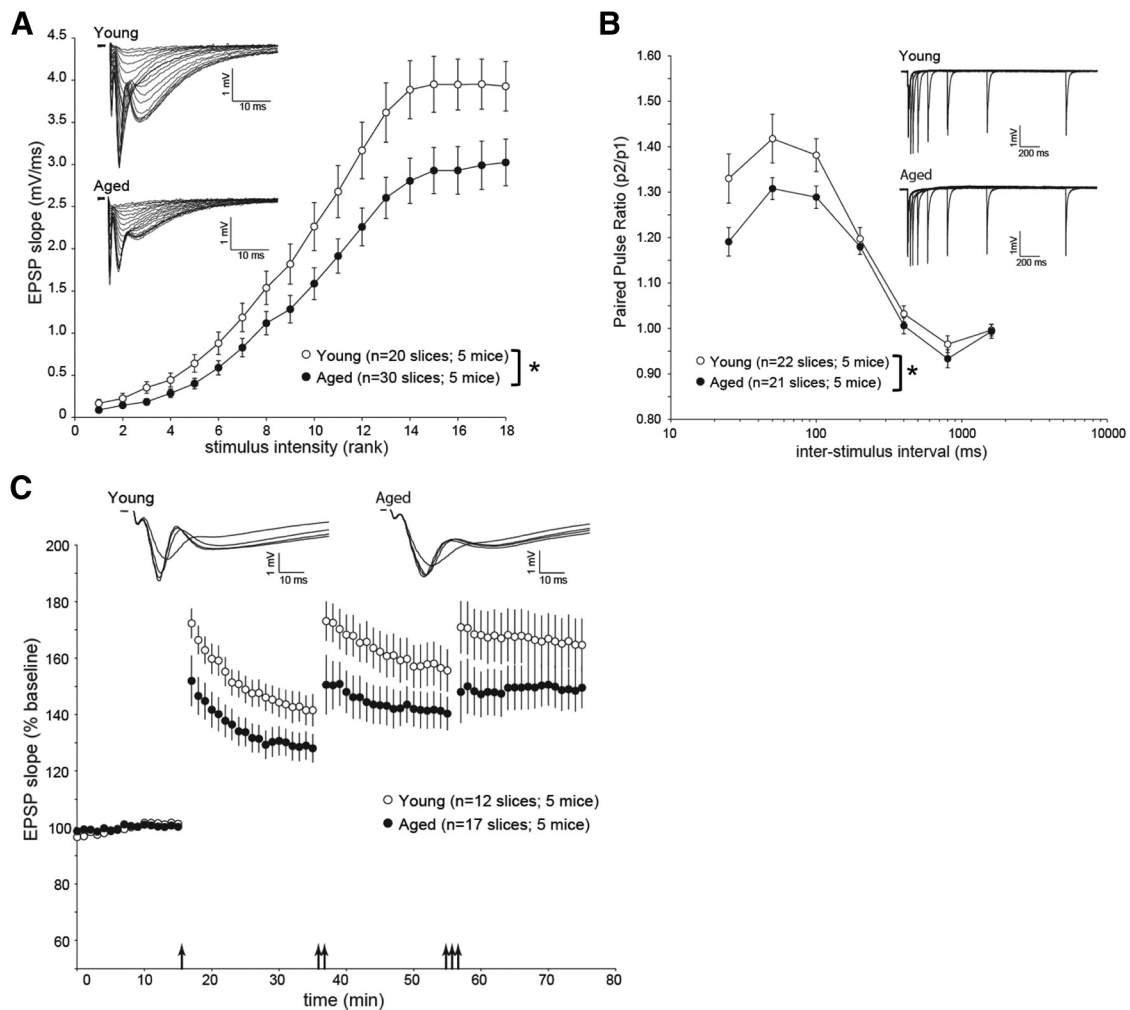 A
Young
1 mV
10 ms
Aged
1 mV
10 ms
EPSP slope (mV/ms)
4.5
4.0
3.5
3.0
2.5
2.0
1.5
1.0
0.5
0
Young (n=20 slices; 5 mice)
Aged (n=30 slices; 5 mice)
*
0 2 4 6 8 10 12 14 16 18
stimulus intensity (rank)
B
Young
1mV
200 ms
Aged
1mV
200 ms
Paired Pulse Ratio (p2/p1)
1.60
1.50
1.40
1.30
1.20
1.10
1.00
0.90
0.80
Young (n=22 slices; 5 mice)
Aged (n=21 slices; 5 mice)
*
10 100 1000 10000
inter-stimulus interval (ms)
C
Young
1 mV
10 ms
Aged
1 mV
10 ms
EPSP slope (% baseline)
200
180
160
140
120
100
80
60
Young (n=12 slices; 5 mice)
Aged (n=17 slices; 5 mice)
0 10 20 30 40 50 60 70 80
time (min)